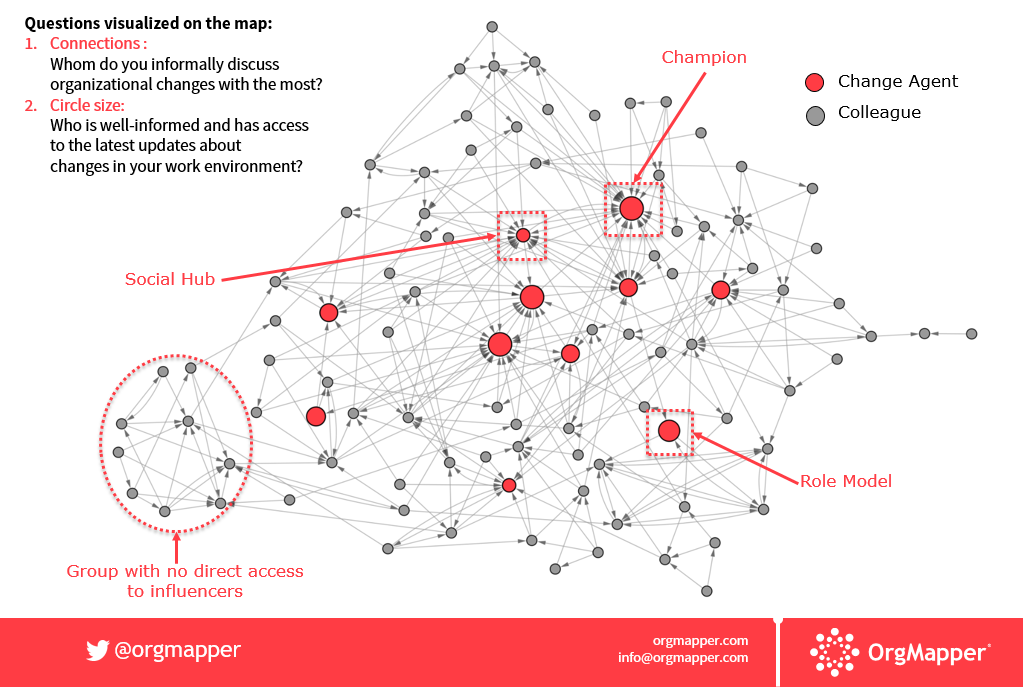 Questions visualized on the map:
1. Connections :
Whom do you informally discuss
organizational changes with the most?
2. Circle size:
Who is well-informed and has access
to the latest updates about
changes in your work environment?
Champion
Change Agent
Colleague
Social Hub
Role Model
Group with no direct access
to influencers
@orgmapper
orgmapper.com
info@orgmapper.com
OrgMapper